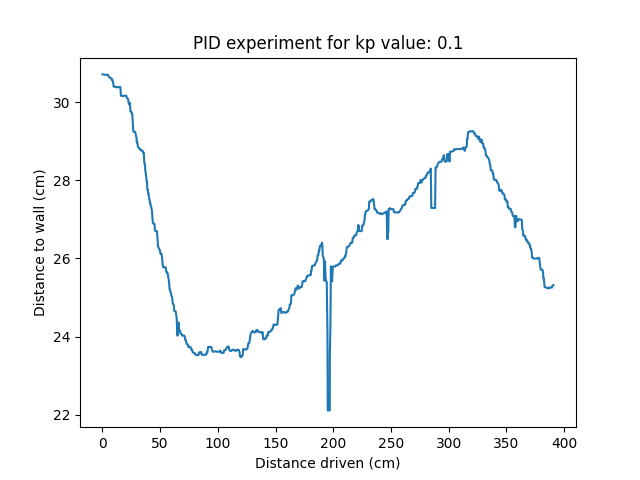 PID experiment for kp value: 0.1
Distance to wall (cm)
30
28
26
24
22
0 50 100 150 200 250 300 350 400
Distance driven (cm)